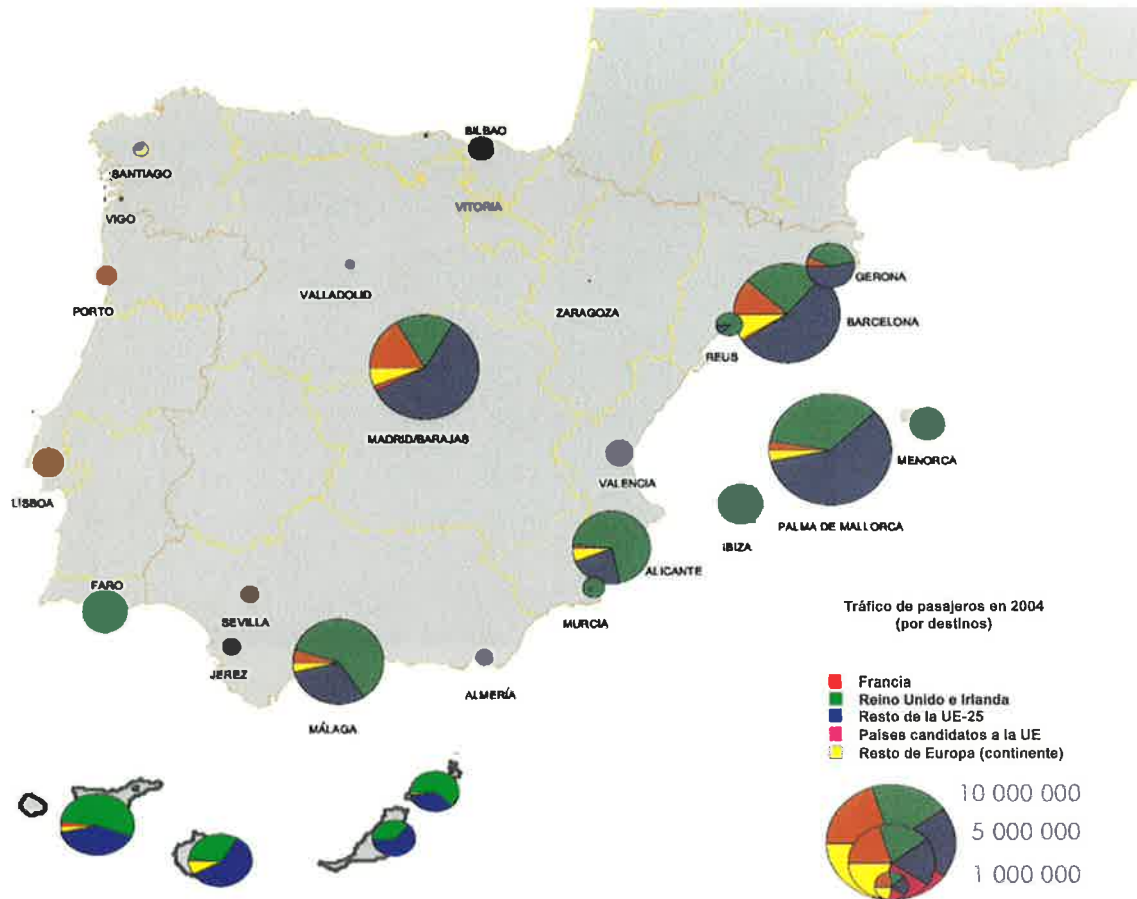 BILBAO
SANTIAGO
VITORIA
VIGO
GERONA
VALLADOLID
ZARAGOZA
PORTO
BARCELONA
REUS
MADRID/BARAJAS
MENORCA
VALENCIA
LISBOA
PALMA DE MALLORCA
IBIZA
ALICANTE
FARO
SEVILLA
MURCIA
Tráfico de pasajeros en 2004
(por destinos)
JEREZ
ALMERÍA
MÁLAGA
Francia
Reino Unido e Irlanda
Resto de la UE-25
Países candidatos a la UE
Resto de Europa (continente)
10 000 000
5 000 000
1 000 000